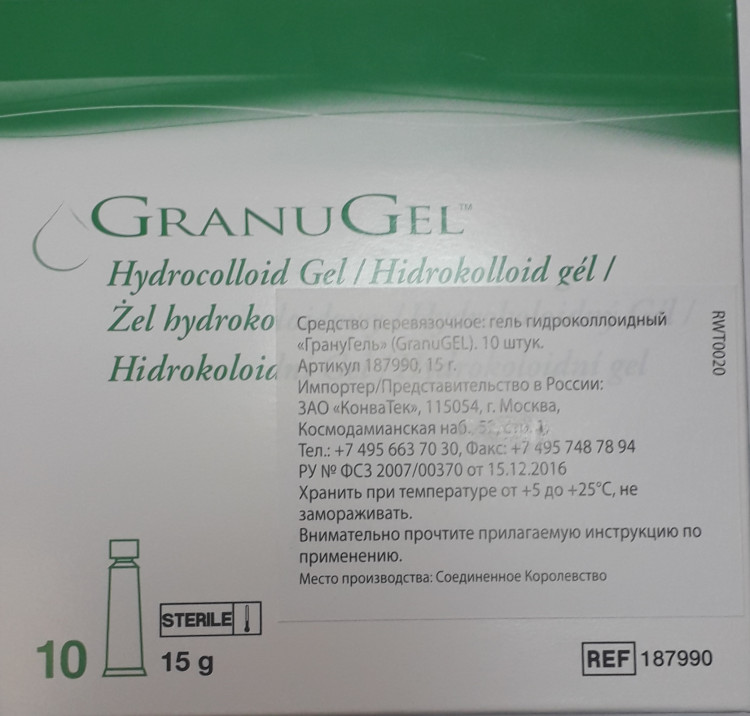 GRANUGEL™
Hydrocolloid Gel / Hidrokolloid gél /
Żel hydroko
Hidrokoloid
gel
Средство перевязочное: гель гидроколлоидный
«ГрануГель» (GranuGEL). 10 штук.
Артикул 187990, 15 г.
Импортер/Представительство в России:
ЗАО «КонваТек», 115054, г. Москва,
Космодамианская наб.
Тел.: +7 495 663 70 30, Факс: +7 495 748 78 94
РУ № ФСЗ 2007/00370 от 15.12.2016
Хранить при температуре от +5 до +25°С, не
замораживать.
Внимательно прочтите прилагаемую инструкцию по
применению.
Место производства: Соединенное Королевство
RWT0020
STERILE
10
15 g
REF 187990